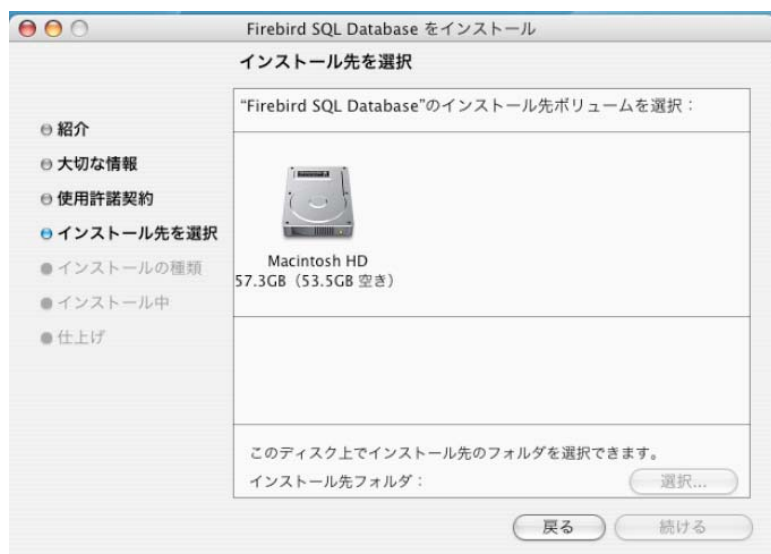 Firebird SQL Database をインストール
インストール先を選択
紹介
大切な情報
使用許諾契約
インストール先を選択
インストールの種類
インストール中
仕上げ
“Firebird SQL Database”のインストール先ボリュームを選択：
Macintosh HD
57.3GB（53.5GB 空き）
このディスク上でインストール先のフォルダを選択できます。
インストール先フォルダ：
選択...
戻る
続ける